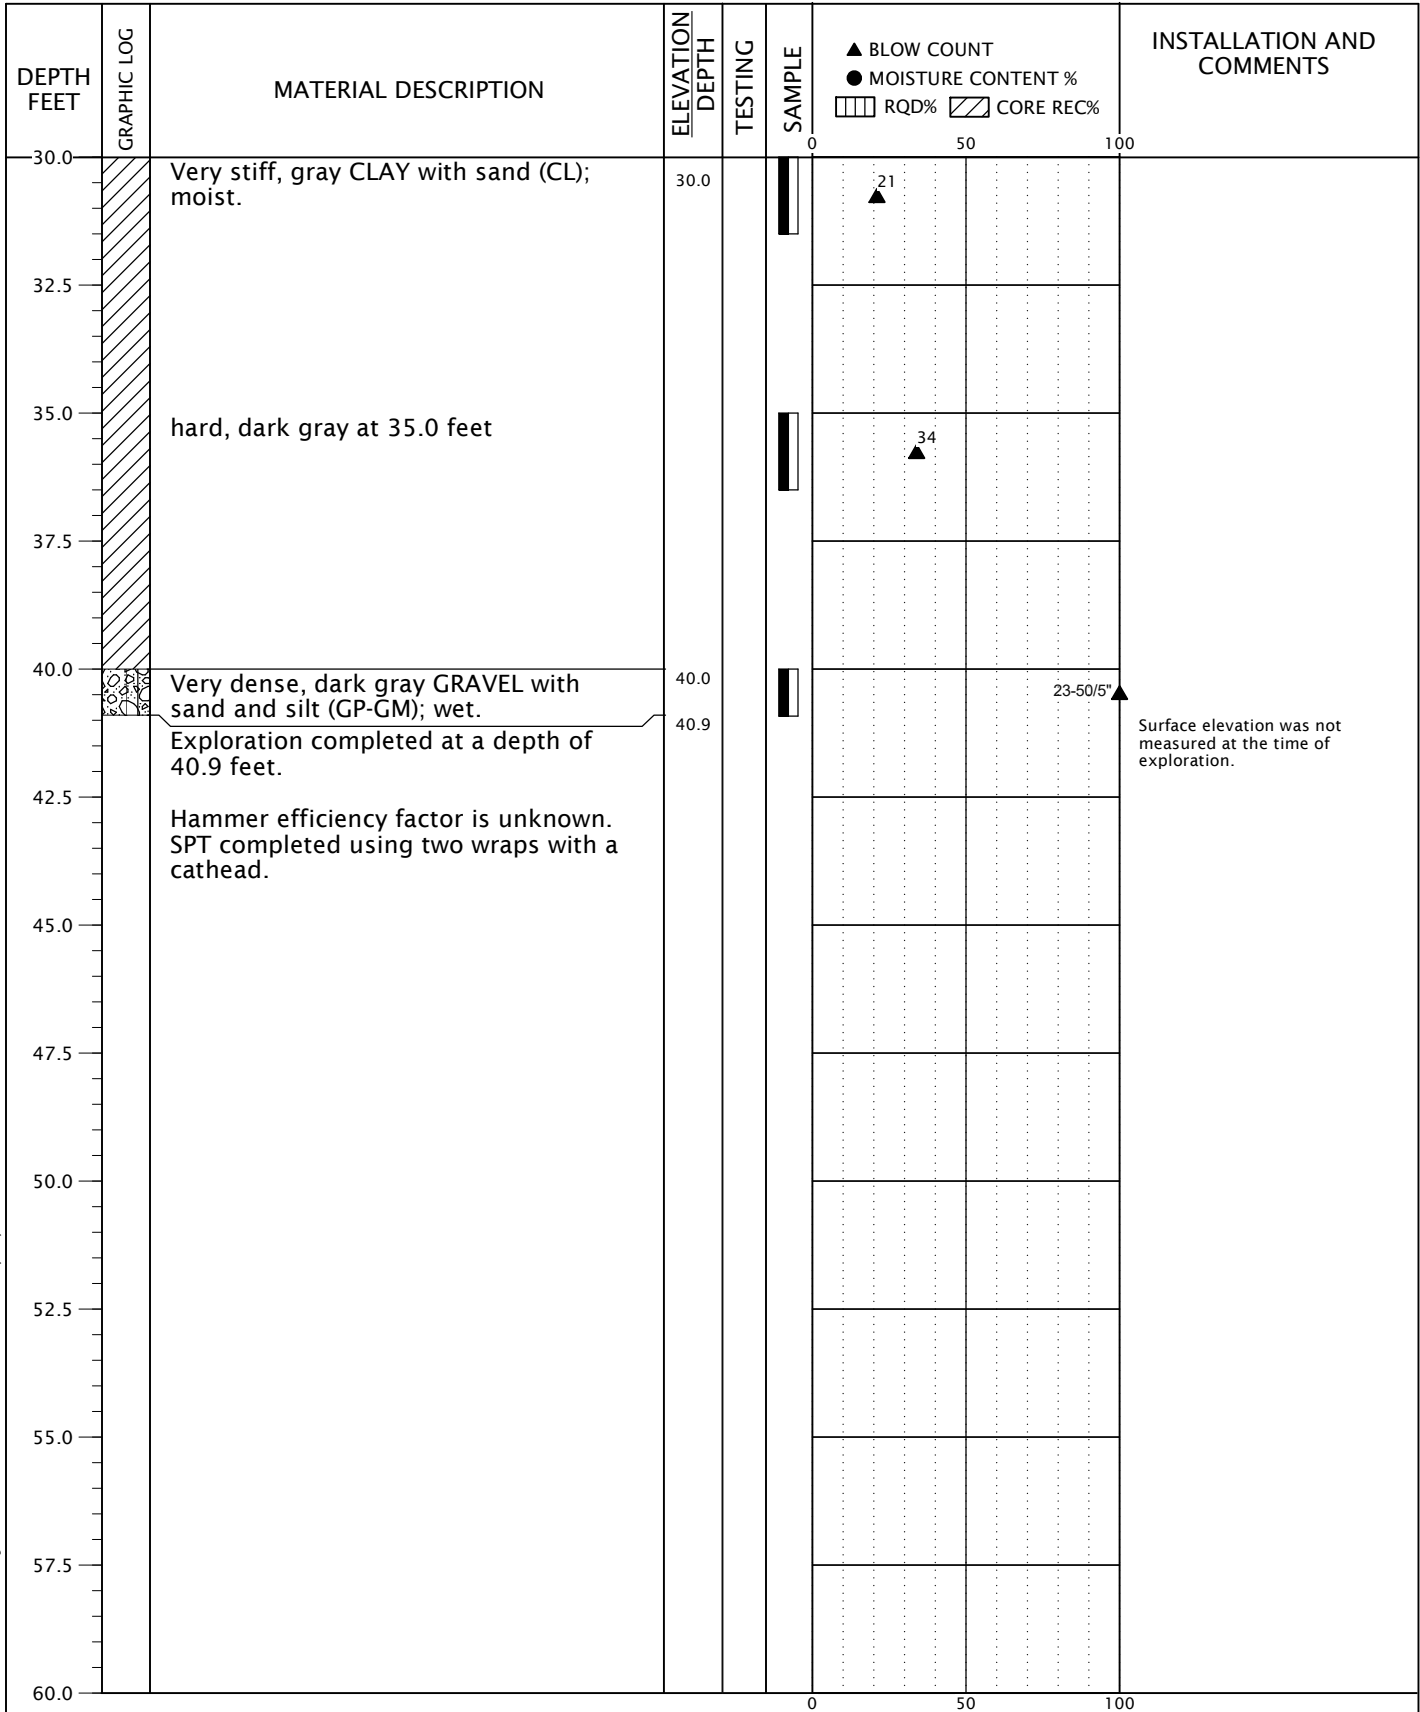 DEPTH
FEET
GRAPHIC LOG
MATERIAL DESCRIPTION
ELEVATION
DEPTH
TESTING
SAMPLE
▲ BLOW COUNT
● MOISTURE CONTENT %
RQD% CORE REC%
INSTALLATION AND
COMMENTS
0 50 100
30.0
Very stiff, gray CLAY with sand (CL);
moist.
30.0
21
32.5
35.0
hard, dark gray at 35.0 feet
34
37.5
40.0
Very dense, dark gray GRAVEL with
sand and silt (GP-GM); wet.
40.0
23-50/5"
40.9
Exploration completed at a depth of
40.9 feet.
Surface elevation was not
measured at the time of
exploration.
42.5
Hammer efficiency factor is unknown.
SPT completed using two wraps with a
cathead.
45.0
47.5
50.0
52.5
55.0
57.5
60.0
0 50 100